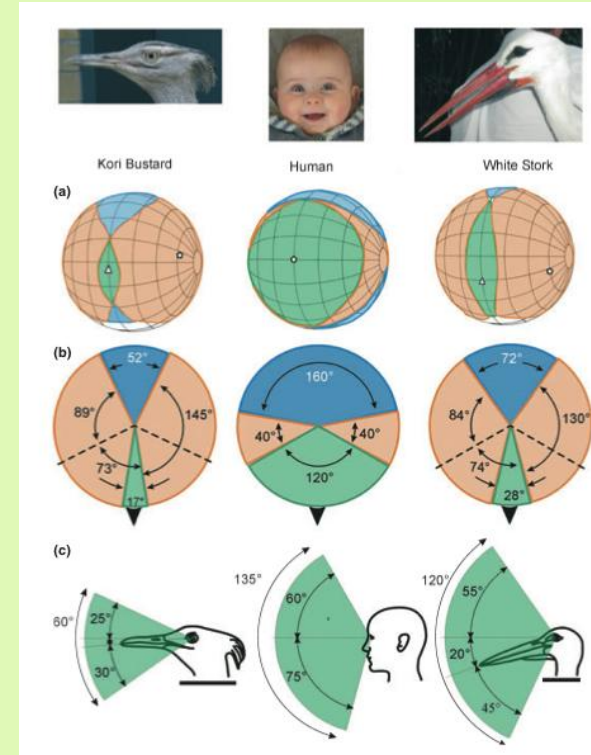 Kori Bustard Human White Stork
(a)
(b)
52° 160° 72°
89° 145° 40° 40° 84° 130°
73° 120° 74°
17° 28°
(c)
60° 25° 30°
135° 60° 75°
120° 55° 20° 45°